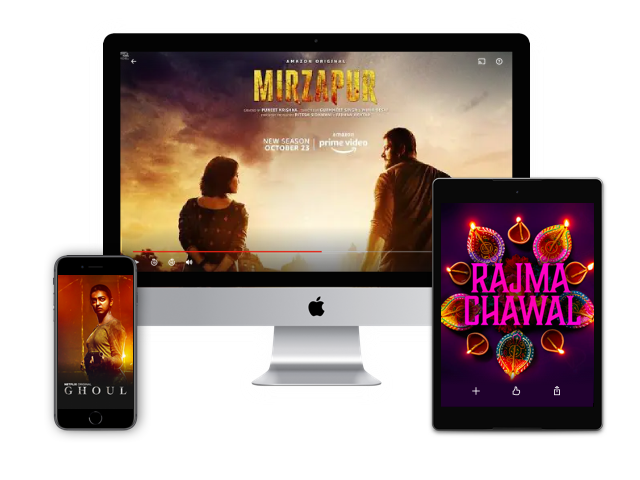 AMAZON ORIGINAL
MIRZAPUR
NEW SEASON
OCTOBER 23
amazon
prime video
NETFLIX ORIGINAL
GHOUL
RAJMA
CHAWAL